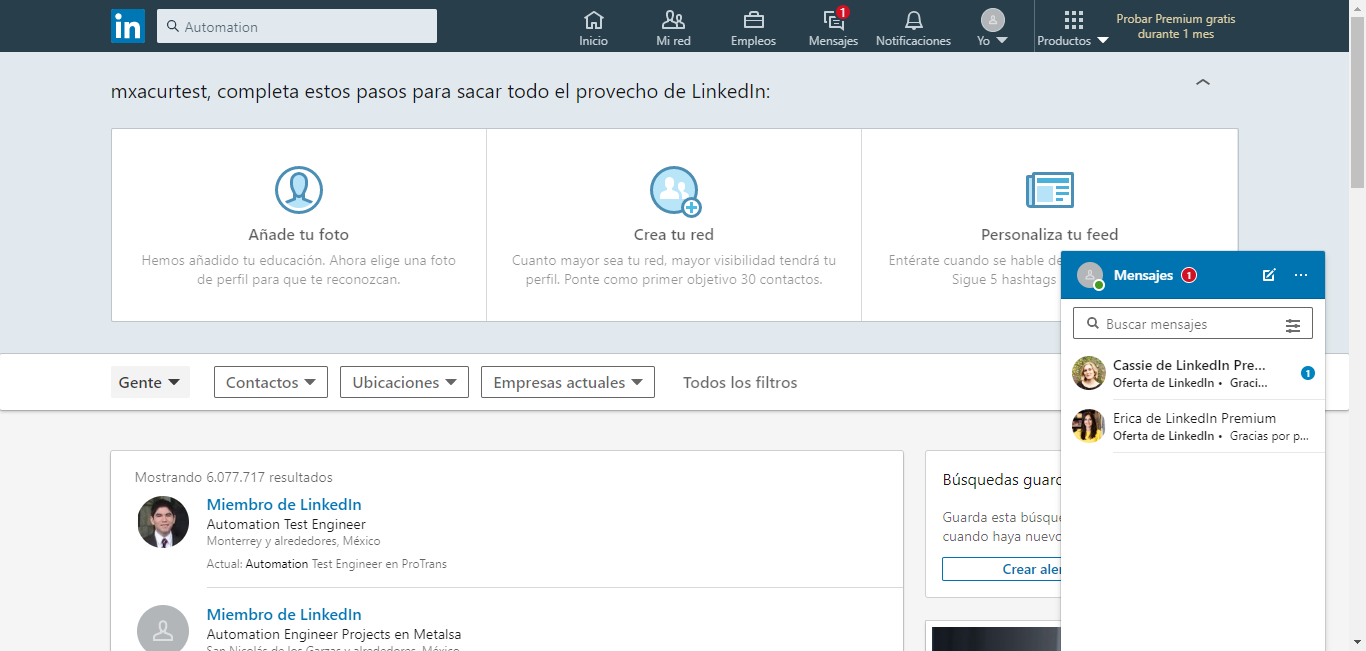 in
Automation
Inicio
Mi red
Empleos
1
Mensajes
Notificaciones
Yo
Productos
Probar Premium gratis
durante 1 mes
mxacurtest, completa estos pasos para sacar todo el provecho de LinkedIn:
Añade tu foto
Hemos añadido tu educación. Ahora elige una foto
de perfil para que te reconozcan.
Crea tu red
Cuanto mayor sea tu red, mayor visibilidad tendrá tu
perfil. Ponte como primer objetivo 30 contactos.
Personaliza tu feed
Entérate cuando se hable de
Sigue 5 hashtags
Gente
Contactos
Ubicaciones
Empresas actuales
Todos los filtros
Mostrando 6.077.717 resultados
Miembro de LinkedIn
Automation Test Engineer
Monterrey y alrededores, México
Actual: Automation Test Engineer en ProTrans
Miembro de LinkedIn
Automation Engineer Projects en Metalsa
San Nicolás de los Garzas y alrededores, México
Búsquedas
Guarda esta
cuando haya
Crear
Mensajes 1
Buscar mensajes
Cassie de LinkedIn Pre...
Oferta de LinkedIn • Graci...
1
Erica de LinkedIn Premium
Oferta de LinkedIn • Gracias por p...